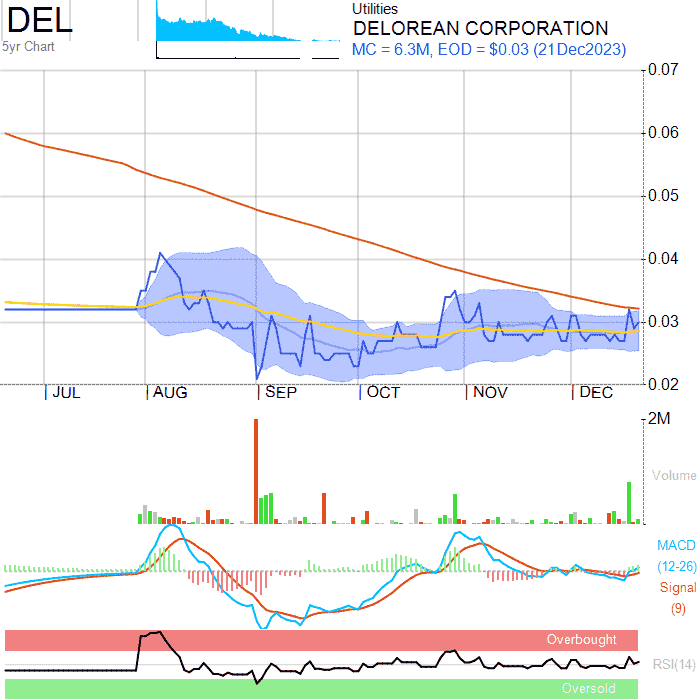 DEL
5yr Chart
Utilities
DELOREAN CORPORATION
MC = 6.3M, EOD = $0.03 (21Dec2023)
0.07
0.06
0.05
0.04
0.03
0.02
JUL AUG SEP OCT NOV DEC
2M
Volume
MACD
(12-26)
Signal
(9)
Overbought
RSI(14)
Oversold